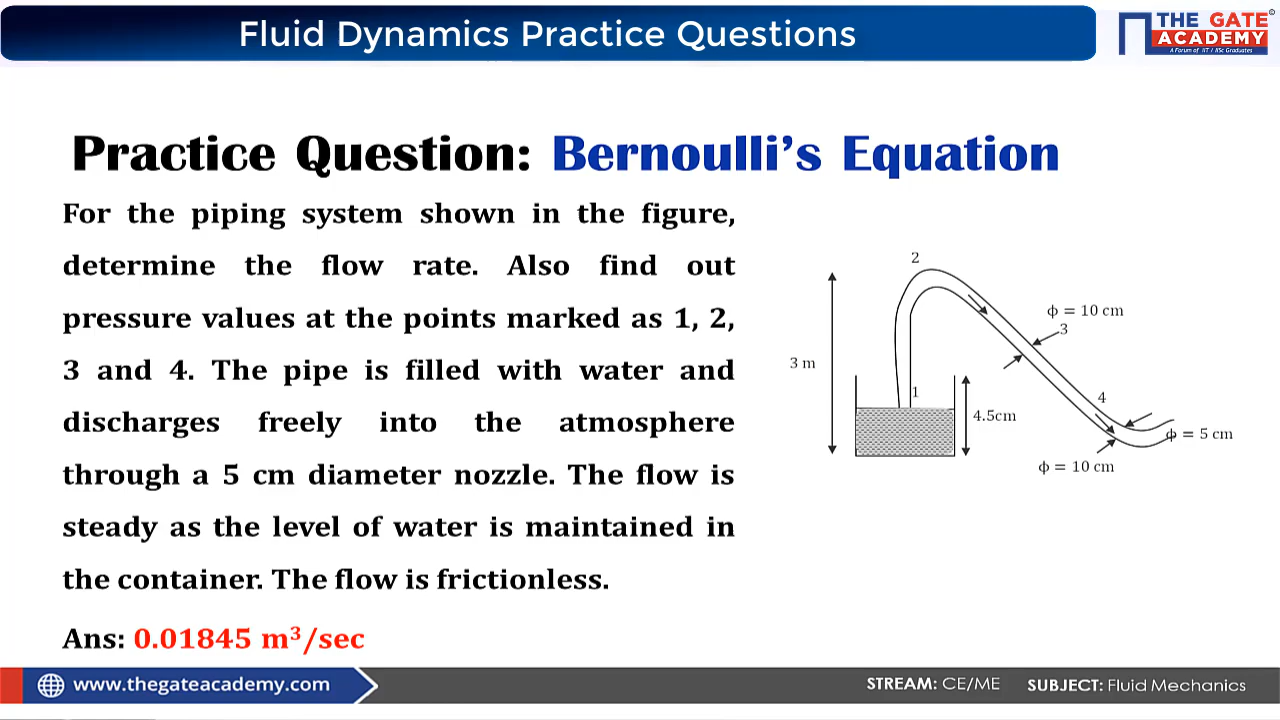 Fluid Dynamics Practice Questions
THE GATE
ACADEMY
©
A Forum of IIT / IISc Graduates
Practice Question: Bernoulli's Equation
For the piping system shown in the figure,
determine the flow rate. Also find out
pressure values at the points marked as 1, 2,
3 and 4. The pipe is filled with water and
discharges freely into the atmosphere
through a 5 cm diameter nozzle. The flow is
steady as the level of water is maintained in
the container. The flow is frictionless.
Ans: 0.01845 m³/sec
2
ϕ = 10 cm
3
3 m
1
4
4.5cm
ϕ = 5 cm
ϕ = 10 cm
www.thegateacademy.com
STREAM: CE/ME
SUBJECT: Fluid Mechanics